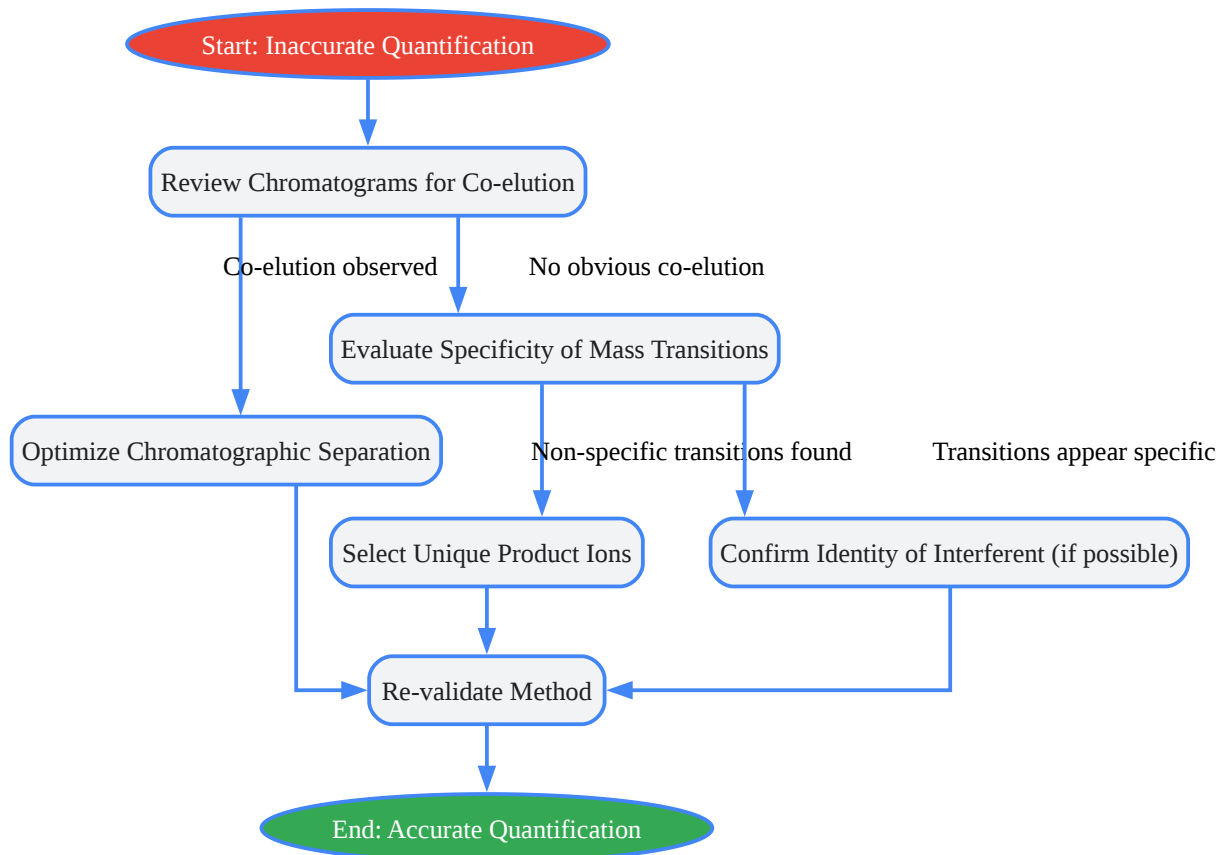 Start: Inaccurate Quantification
Review Chromatograms for Co-elution
Co-elution observed
No obvious co-elution
Evaluate Specificity of Mass Transitions
Optimize Chromatographic Separation
Non-specific transitions found
Transitions appear specific
Select Unique Product Ions
Confirm Identity of Interferent (if possible)
Re-validate Method
End: Accurate Quantification